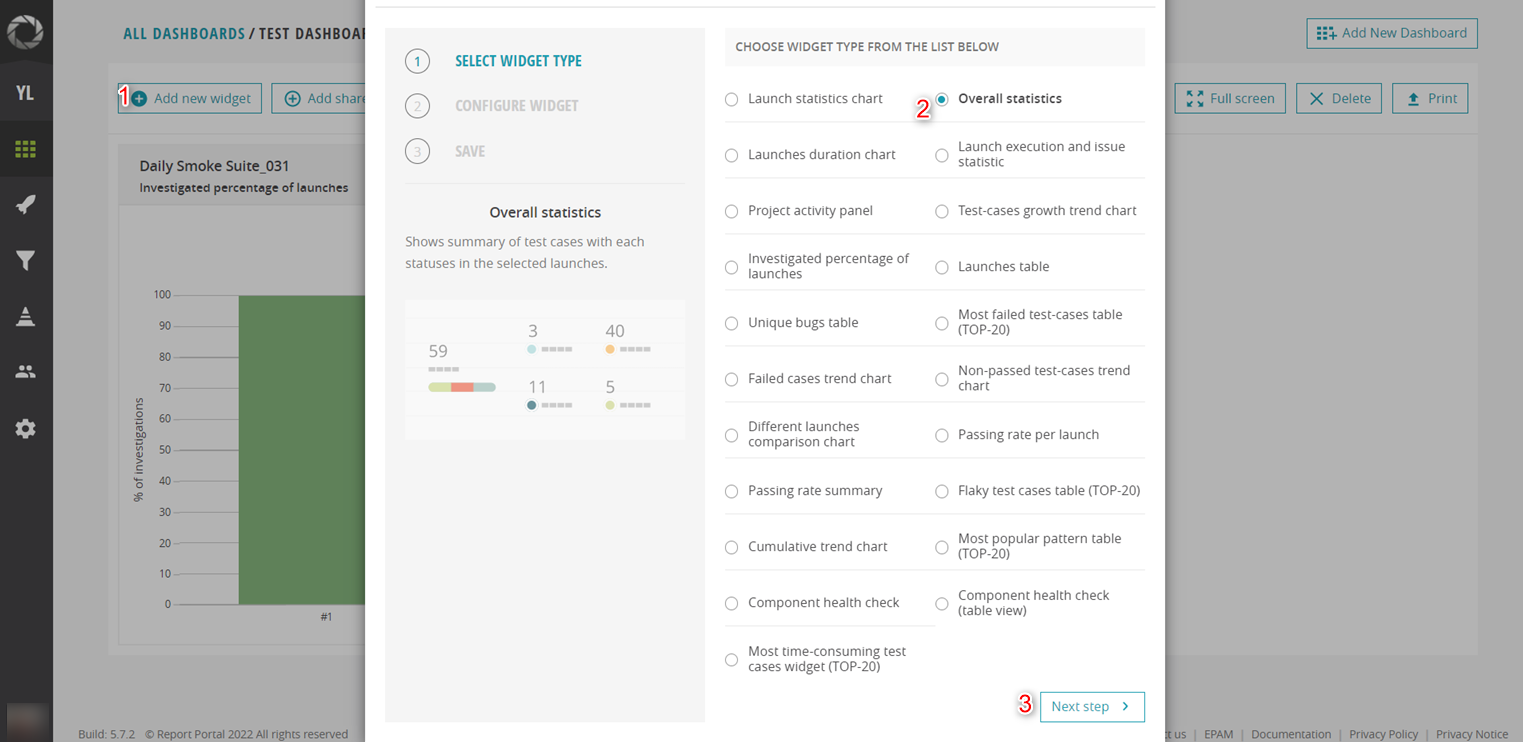 ALL DASHBOARDS / TEST DASHBOA
Add New Dashboard
YL
1
Add new widget
Add share
Full screen
Delete
Print
Daily Smoke Suite_031
Investigated percentage of launches
% of investigations
100
90
80
70
60
50
40
30
20
10
0
#1
1
SELECT WIDGET TYPE
2
CONFIGURE WIDGET
3
SAVE
Overall statistics
Shows summary of test cases with each
statuses in the selected launches.
59
3
40
11
5
CHOOSE WIDGET TYPE FROM THE LIST BELOW
Launch statistics chart
2
Overall statistics
Launches duration chart
Launch execution and issue
statistic
Project activity panel
Test-cases growth trend chart
Investigated percentage of
launches
Launches table
Unique bugs table
Most failed test-cases table
(TOP-20)
Failed cases trend chart
Non-passed test-cases trend
chart
Different launches
comparison chart
Passing rate per launch
Passing rate summary
Flaky test cases table (TOP-20)
Cumulative trend chart
Most popular pattern table
(TOP-20)
Component health check
Component health check
(table view)
Most time-consuming test
cases widget (TOP-20)
3
Next step
Build: 5.7.2 © Report Portal 2022 All rights reserved
ct us | EPAM | Documentation | Privacy Policy | Privacy Notice